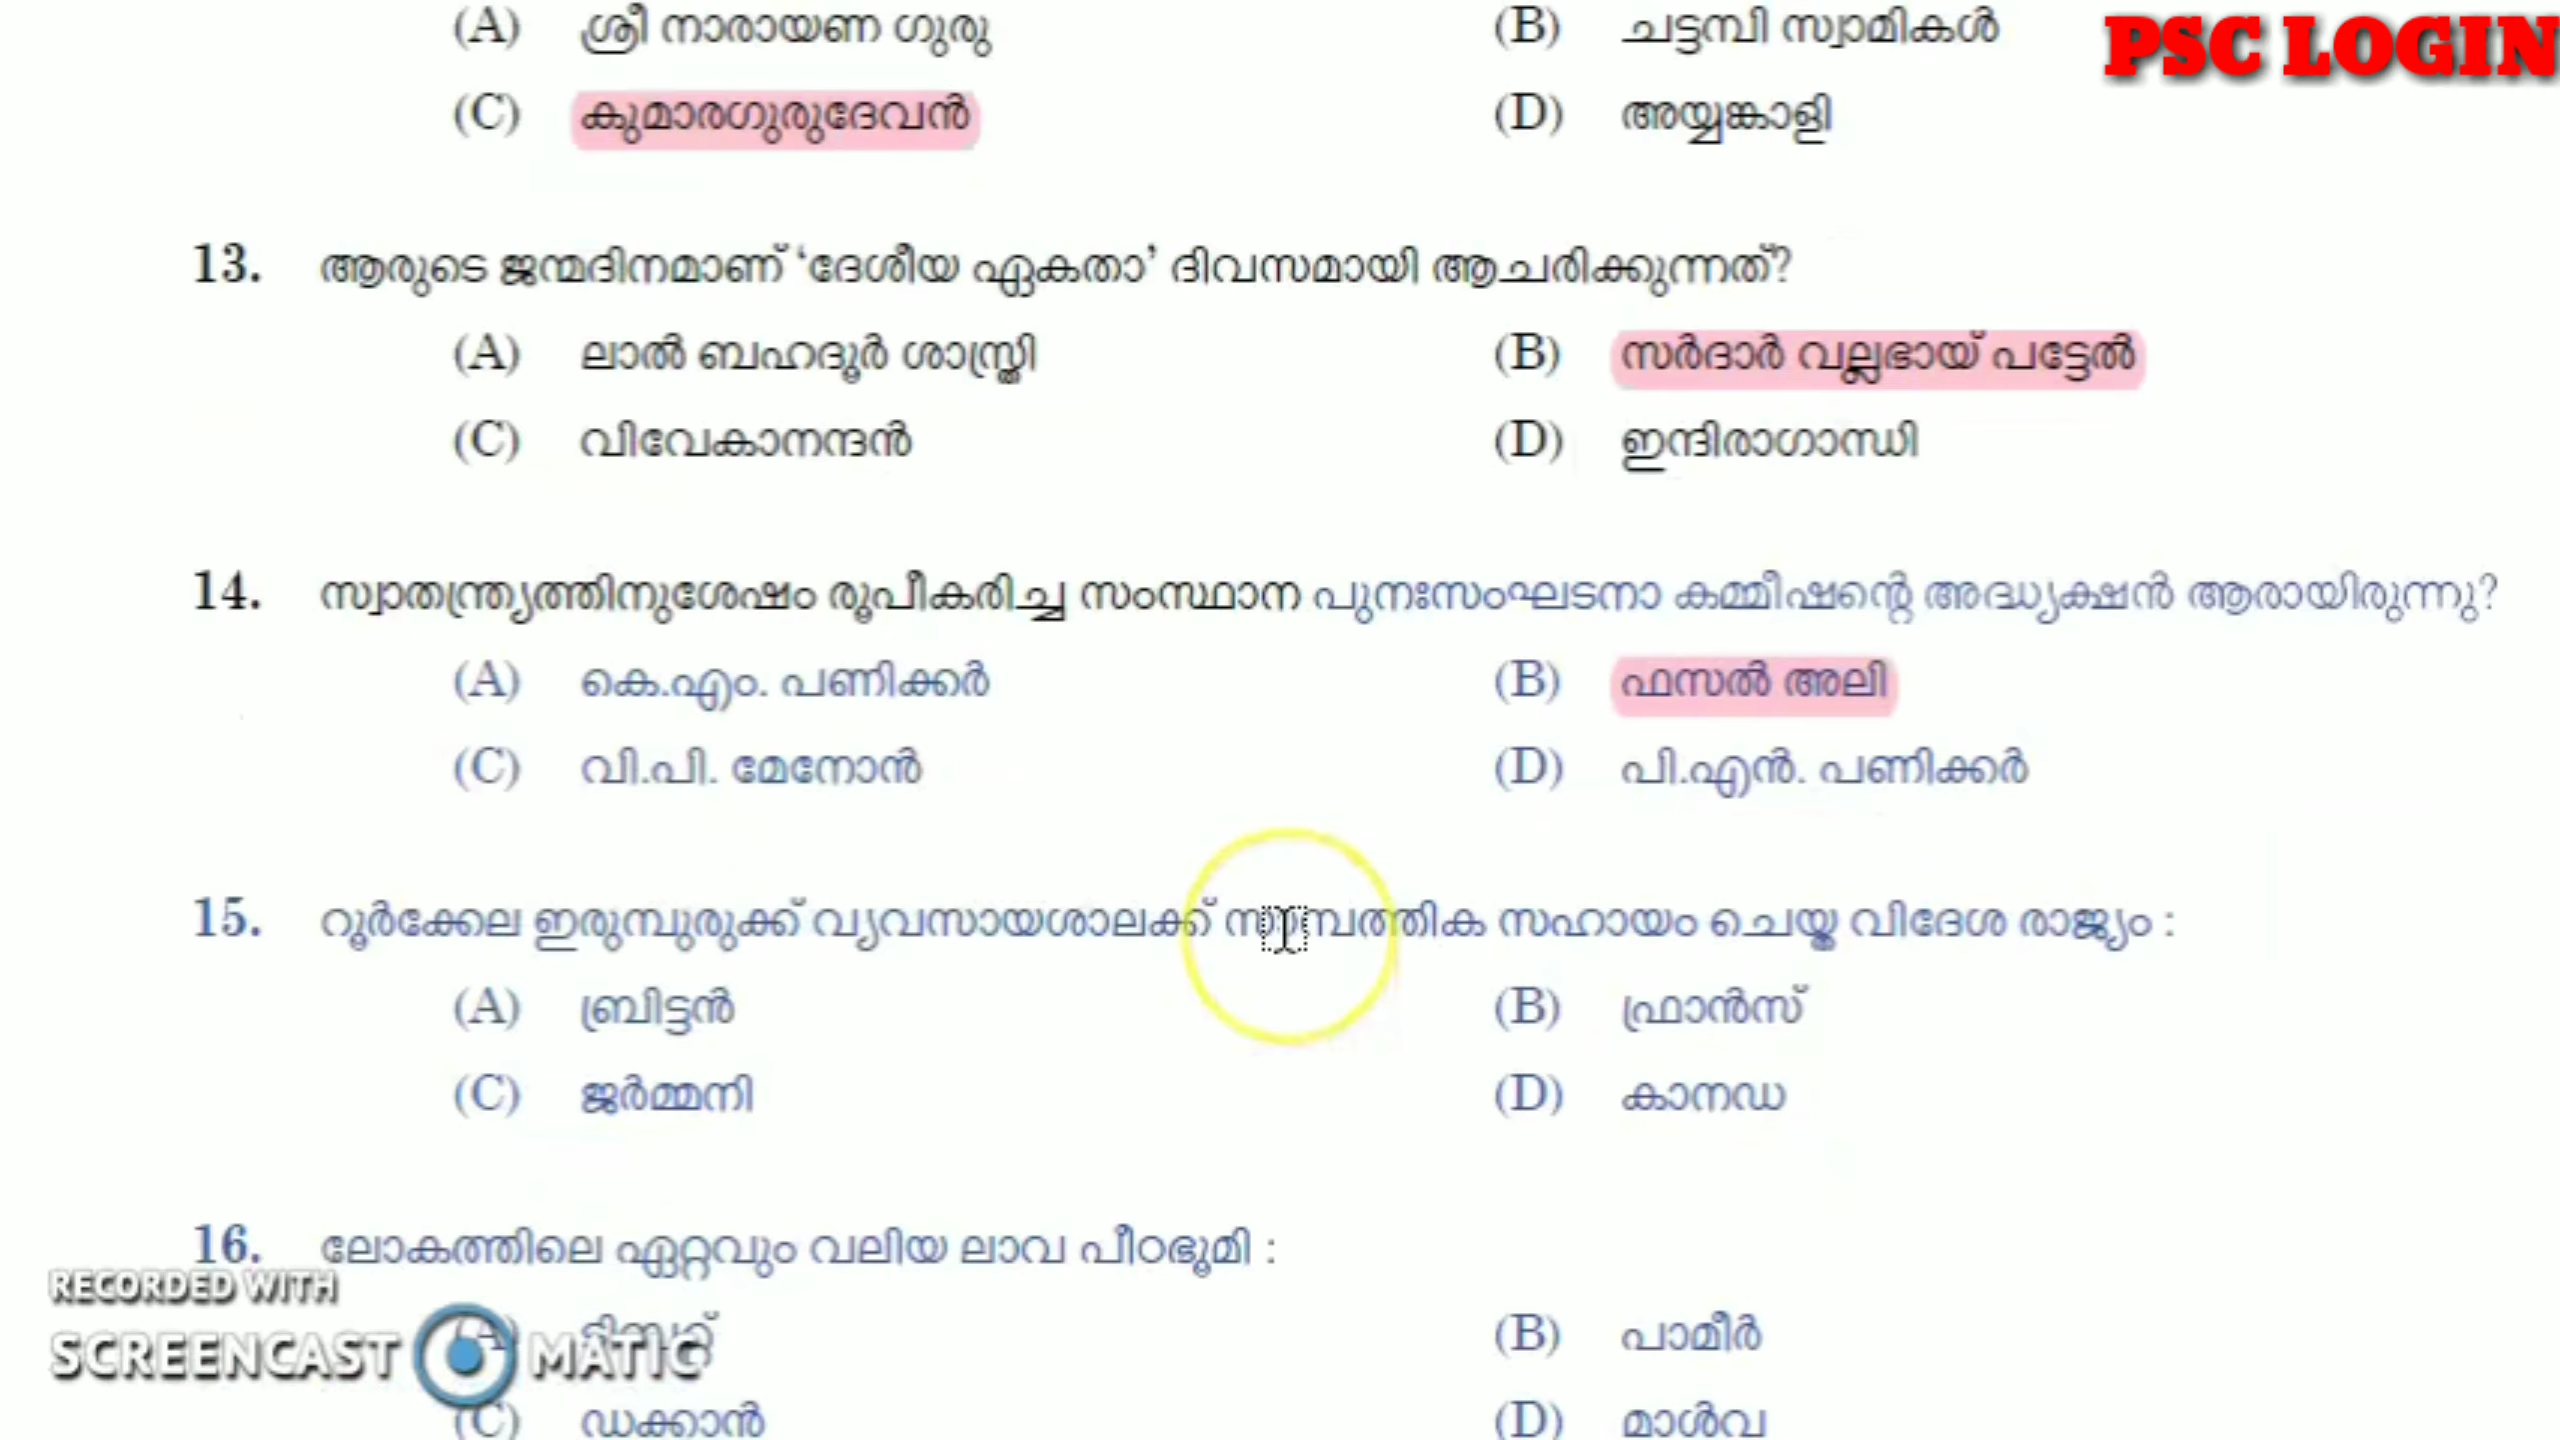 (A) ശ്രീ നാരായണ ഗുരു (B) ചട്ടമ്പി സ്വാമികൾ
PSC LOGIN
(C) കുമാരഗുരുദേവൻ (D) അയ്യങ്കാളി
13. ആരുടെ ജന്മദിനമാണ് ‘ദേശീയ ഏകതാ’ ദിവസമായി ആചരിക്കുന്നത്?
(A) ലാൽ ബഹദൂർ ശാസ്ത്രി (B) സർദാർ വല്ലഭായ് പട്ടേൽ
(C) വിവേകാനന്ദൻ (D) ഇന്ദിരാഗാന്ധി
14. സ്വാതന്ത്ര്യത്തിനുശേഷം രൂപീകരിച്ച സംസ്ഥാന പുനഃസംഘടനാ കമ്മീഷന്റെ അദ്ധ്യക്ഷൻ ആരായിരുന്നു?
(A) കെ.എം. പണിക്കർ (B) ഫസൽ അലി
(C) വി.പി. മേനോൻ (D) പി.എൻ. പണിക്കർ
15. റൂർക്കേല ഇരുമ്പുരുക്ക് വ്യവസായശാലക്ക് സാമ്പത്തിക സഹായം ചെയ്ത വിദേശ രാജ്യം :
(A) ബ്രിട്ടൻ (B) ഫ്രാൻസ്
(C) ജർമ്മനി (D) കാനഡ
16. ലോകത്തിലെ ഏറ്റവും വലിയ ലാവ പീഠഭൂമി :
(B) പാമീർ
(C) ഡക്കാൻ (D) മാൾവ
RECORDED WITH
SCREENCAST MATIC